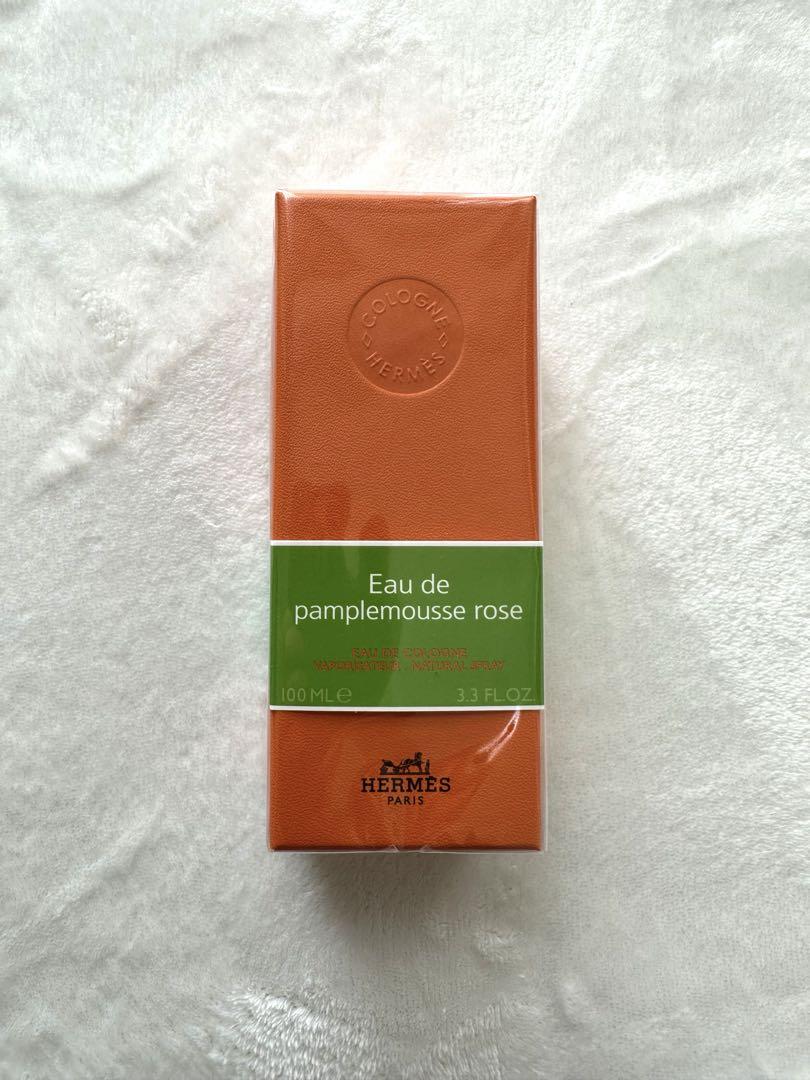 COLOGNE
HERMÈS
Eau de
pamplemousse rose
EAU DE COLOGNE
VAPORISATEUR . NATURAL SPRAY
100 ML ℮ 3.3 FL.OZ.
HERMÈS
PARIS